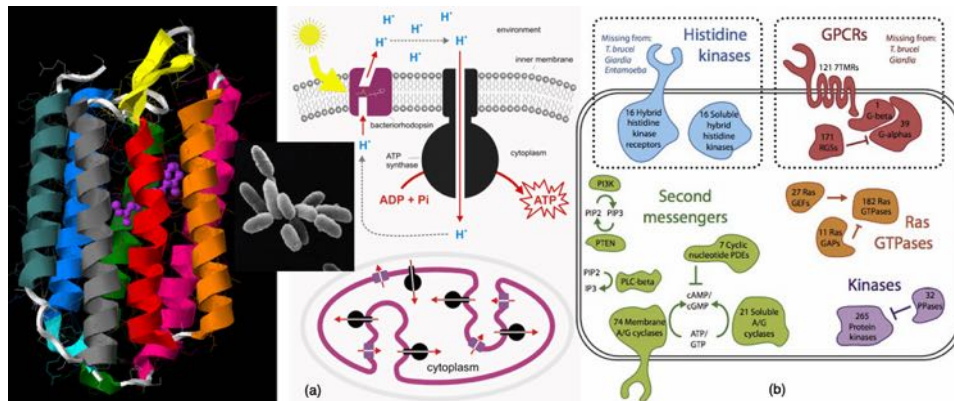 H⁺
H⁺
H⁺
H⁺
H⁺
environment
inner membrane
bacteriorhodopsin
H⁺
ATP
synthase
cytoplasm
ADP + Pi
ATP
H⁺
cytoplasm
(a)
Missing from:
T. brucei
Giardia
Entamoeba
Histidine
kinases
16 Hybrid
histidine
kinase
receptors
16 Soluble
hybrid
histidine
kinases
GPCRs
Missing from:
T. brucei
Giardia
121 7TMRs
1
G-beta
39
G-alphas
171
RGSs
Second
messengers
PI3K
PIP2
PIP3
PTEN
PIP2
IP3
PLC-beta
7 Cyclic
nucleotide PDEs
cAMP/
cGMP
74 Membrane
A/G cyclases
ATP/
GTP
21 Soluble
A/G
cyclases
27 Ras
GEFs
182 Ras
GTPases
11 Ras
GAPs
Ras
GTPases
Kinases
265
Protein
kinases
32
PPases
(b)